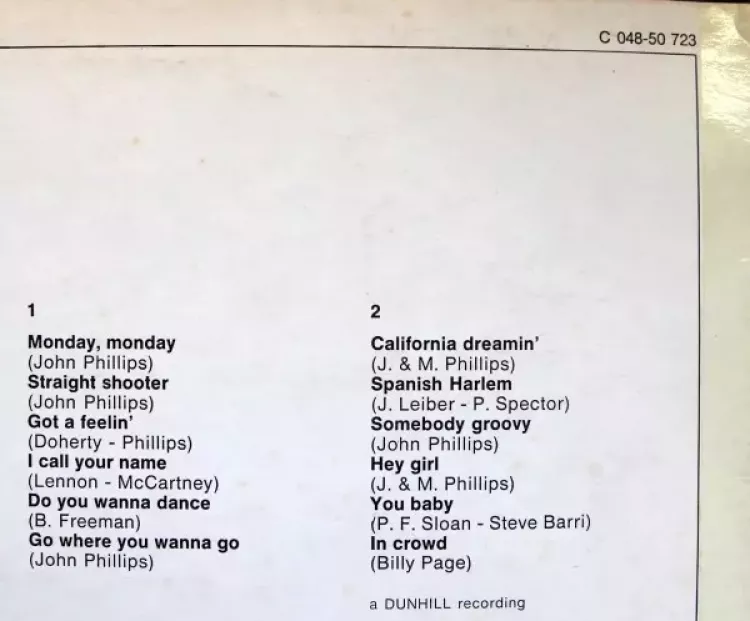 C 048-50 723
1
Monday, monday
(John Phillips)
Straight shooter
(John Phillips)
Got a feelin'
(Doherty - Phillips)
I call your name
(Lennon - McCartney)
Do you wanna dance
(B. Freeman)
Go where you wanna go
(John Phillips)
2
California dreamin'
(J. & M. Phillips)
Spanish Harlem
(J. Leiber - P. Spector)
Somebody groovy
(John Phillips)
Hey girl
(J. & M. Phillips)
You baby
(P. F. Sloan - Steve Barri)
In crowd
(Billy Page)
a DUNHILL recording